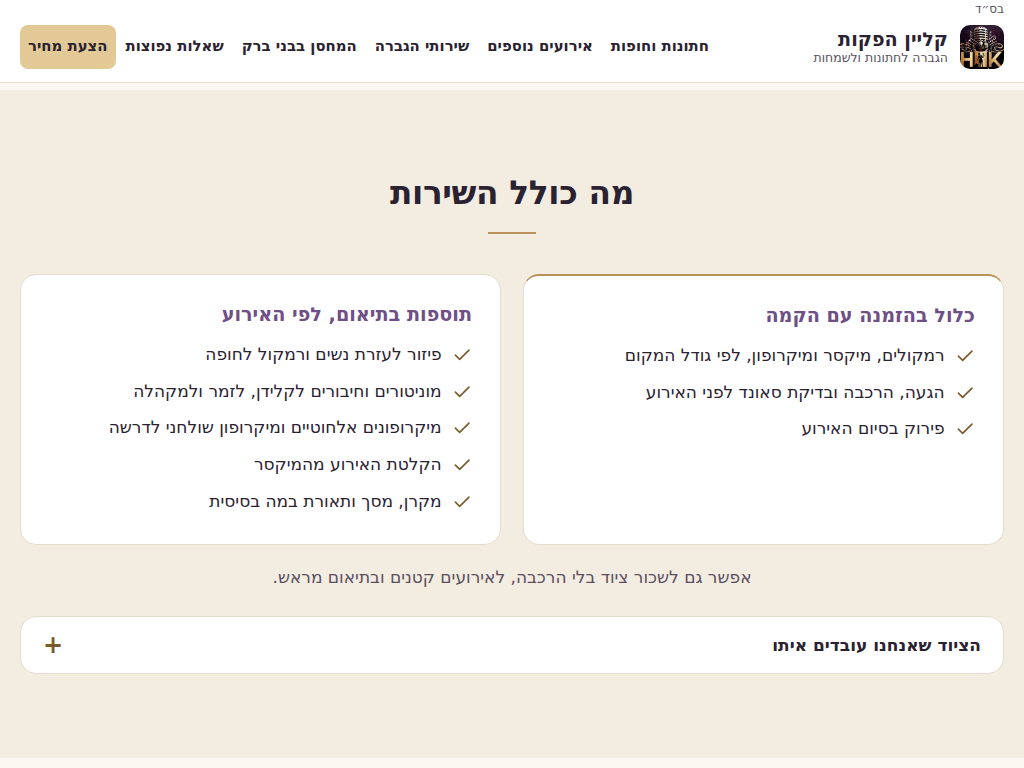 בס״ד
קליין הפקות
הגברה לחתונות ולשמחות
חתונות וחופות
אירועים נוספים
שירותי הגברה
המחסן בבני ברק
שאלות נפוצות
הצעת מחיר
מה כולל השירות
כלול בהזמנה עם הקמה
רמקולים, מיקסר ומיקרופון, לפי גודל המקום
הגעה, הרכבה ובדיקת סאונד לפני האירוע
פירוק בסיום האירוע
תוספות בתיאום, לפי האירוע
פיזור לעזרת נשים ורמקול לחופה
מוניטורים וחיבורים לקלידן, לזמר ולמקהלה
מיקרופונים אלחוטיים ומיקרופון שולחני לדרשה
הקלטת האירוע מהמיקסר
מקרן, מסך ותאורת במה בסיסית
אפשר גם לשכור ציוד בלי הרכבה, לאירועים קטנים ובתיאום מראש.
הציוד שאנחנו עובדים איתו
+